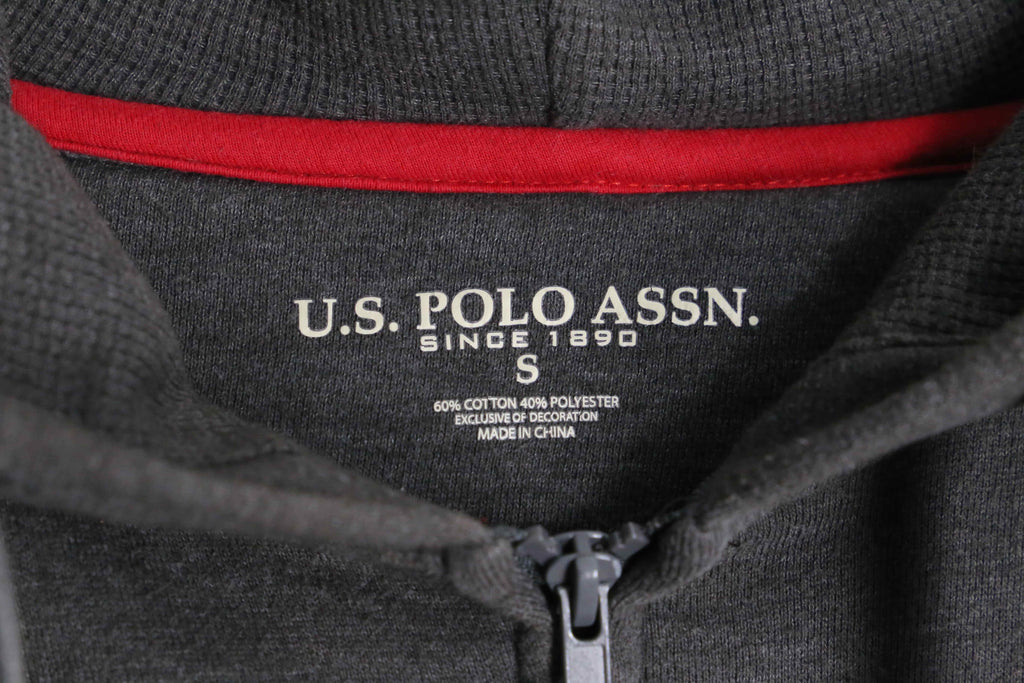 U.S. POLO ASSN.
SINCE 1890
S
60% COTTON 40% POLYESTER
EXCLUSIVE OF DECORATION
MADE IN CHINA